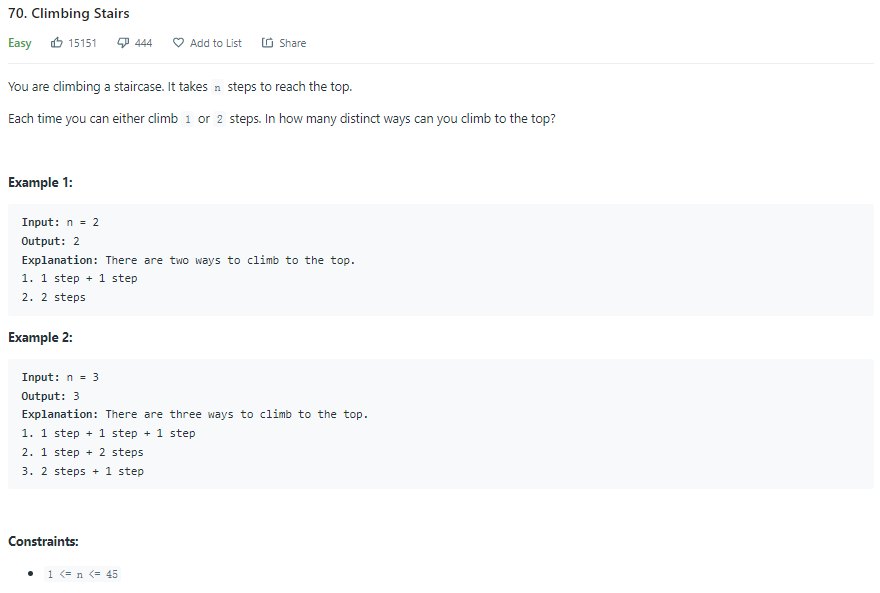 70. Climbing Stairs
Easy 15151 444 Add to List Share
You are climbing a staircase. It takes n steps to reach the top.
Each time you can either climb 1 or 2 steps. In how many distinct ways can you climb to the top?
Example 1:
Input: n = 2
Output: 2
Explanation: There are two ways to climb to the top.
1. 1 step + 1 step
2. 2 steps
Example 2:
Input: n = 3
Output: 3
Explanation: There are three ways to climb to the top.
1. 1 step + 1 step + 1 step
2. 1 step + 2 steps
3. 2 steps + 1 step
Constraints:
• 1 <= n <= 45